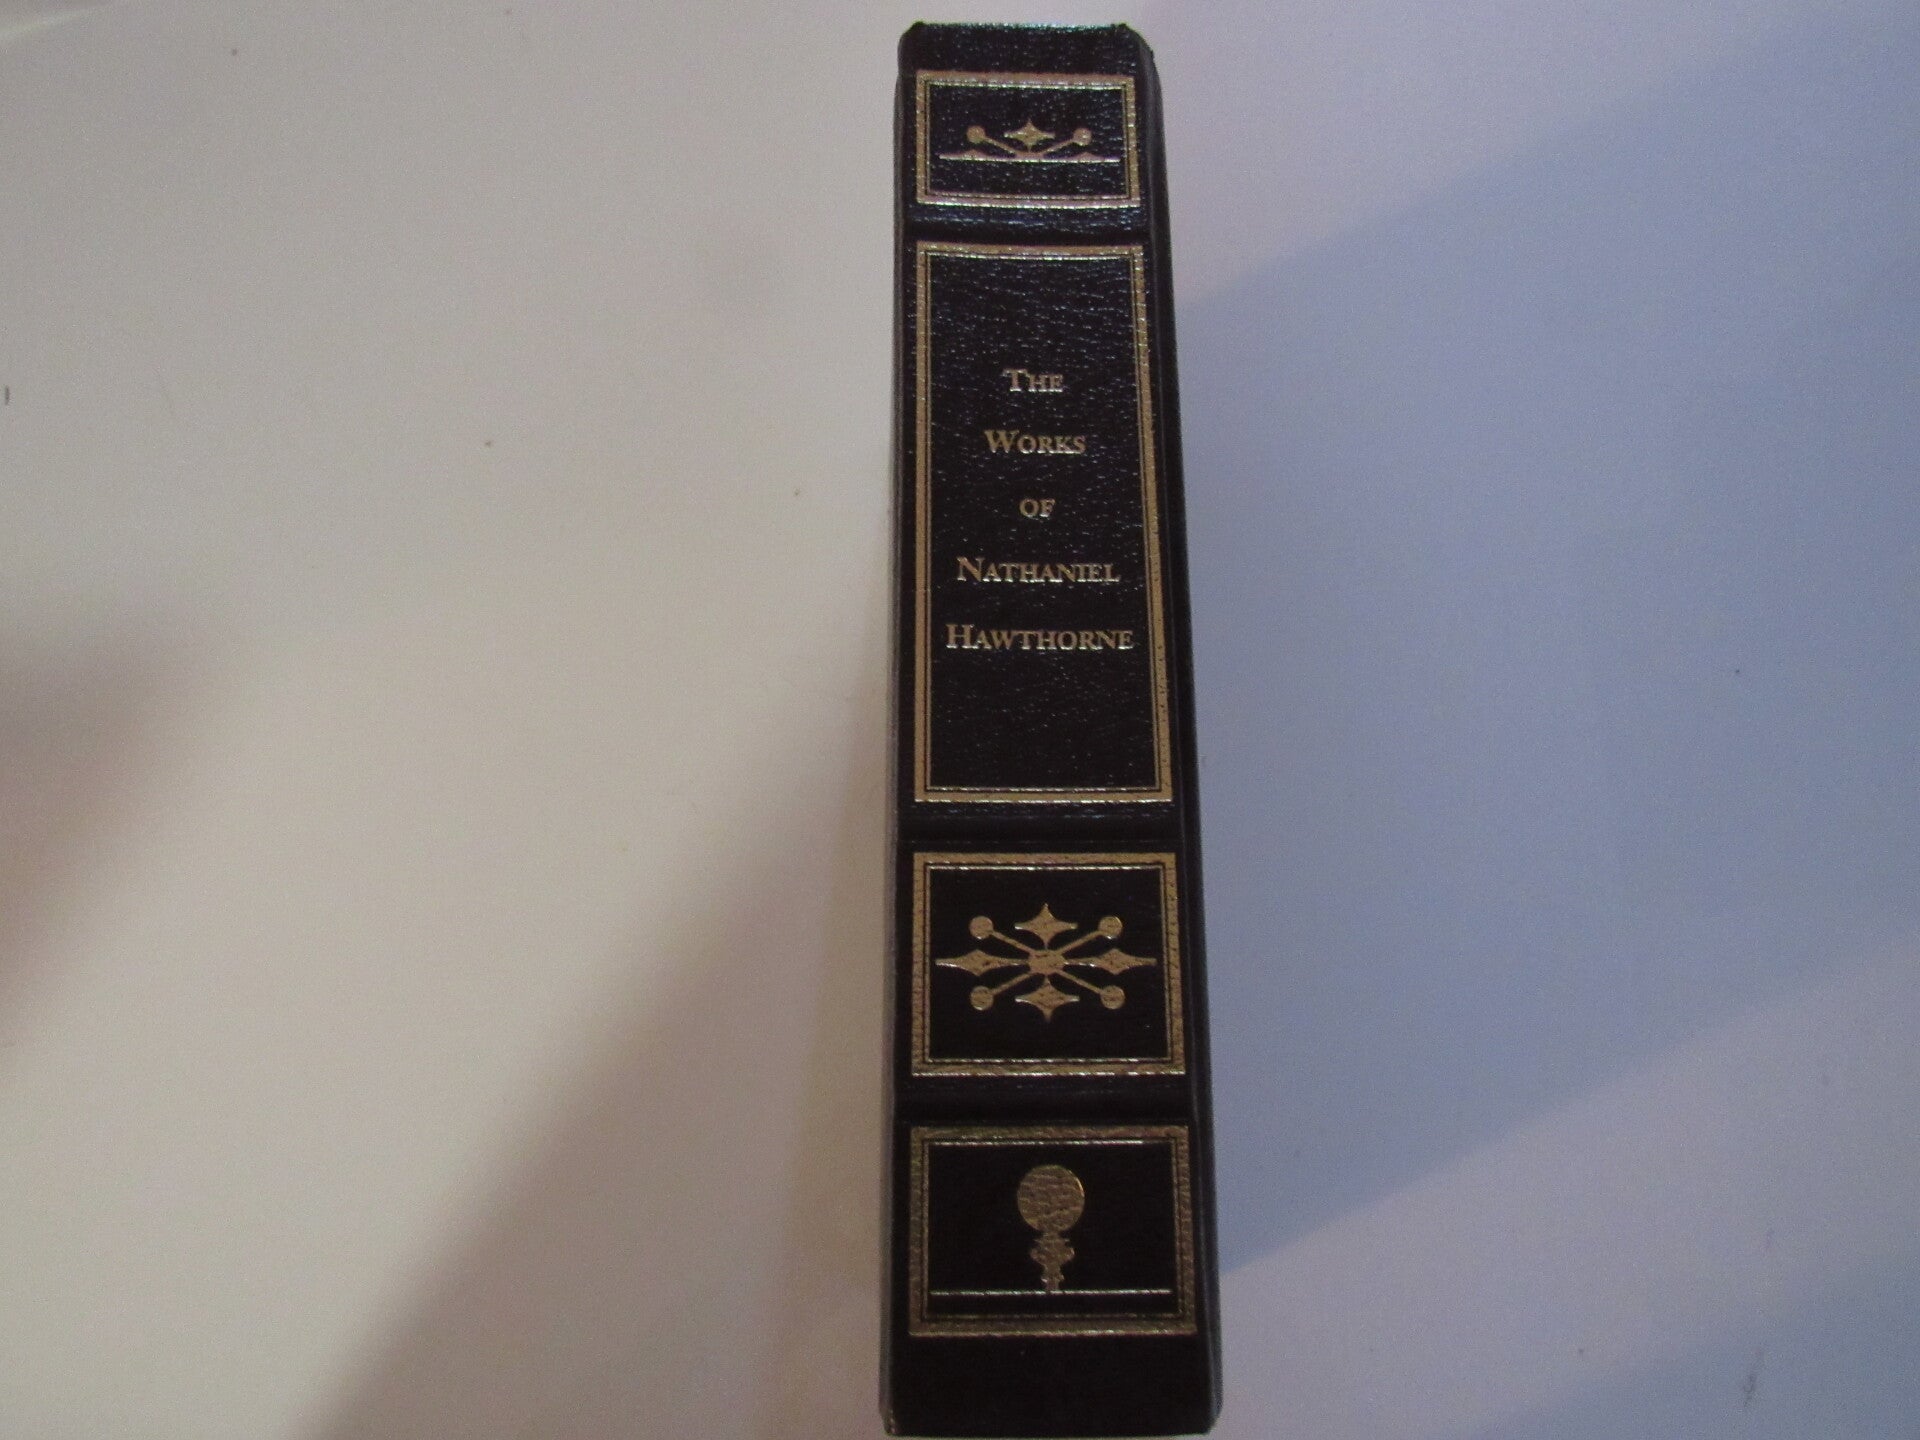 The
Works
of
Nathaniel
Hawthorne